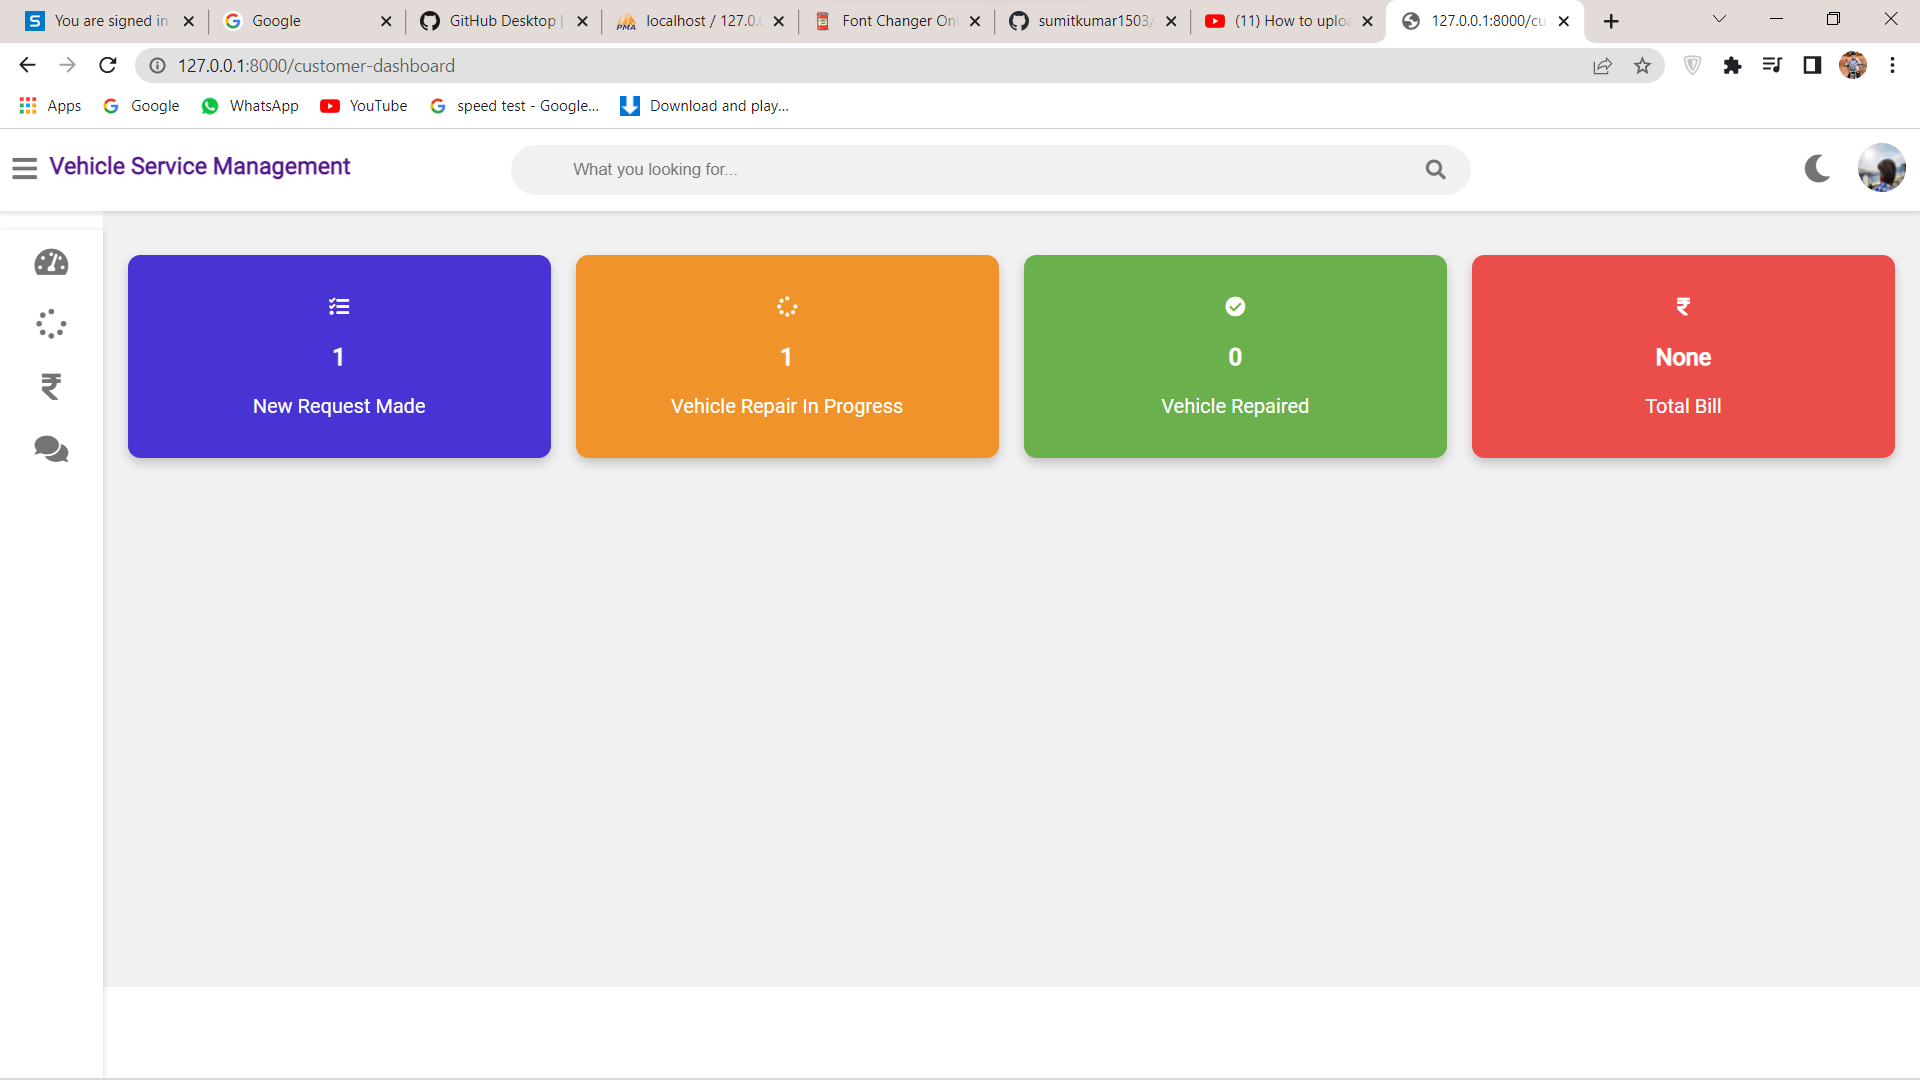 You are signed in
Google
GitHub Desktop
localhost / 127.0.0
Font Changer Onl
sumitkumar1503/
(11) How to uploa
127.0.0.1:8000/cu
127.0.0.1:8000/customer-dashboard
Apps
Google
WhatsApp
YouTube
speed test - Google...
Download and play...
Vehicle Service Management
What you looking for...
1
New Request Made
1
Vehicle Repair In Progress
0
Vehicle Repaired
₹
None
Total Bill
₹